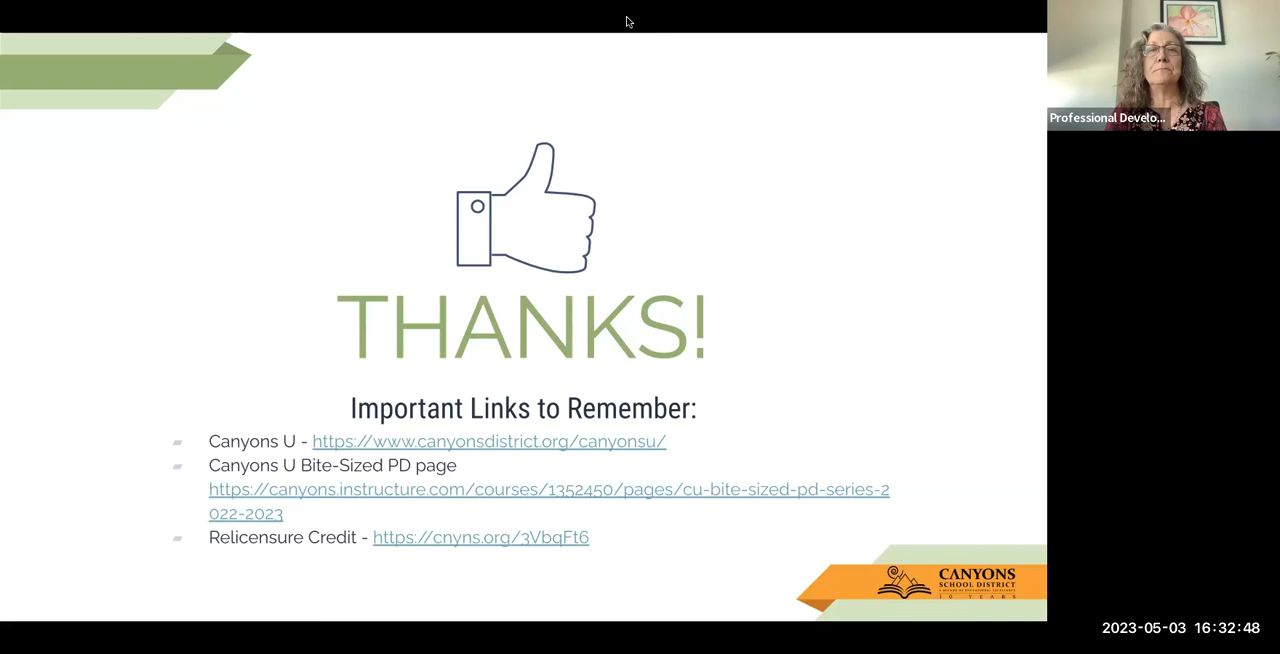 Professional Develo...
THANKS!
Important Links to Remember:
Canyons U - https://www.canyonsdistrict.org/canyonsu/
Canyons U Bite-Sized PD page
https://canyons.instructure.com/courses/1352450/pages/cu-bite-sized-pd-series-2
022-2023
Relicensure Credit - https://cnyns.org/3VbqFt6
CANYONS
SCHOOL DISTRICT
10 YEARS
2023-05-03 16:32:48